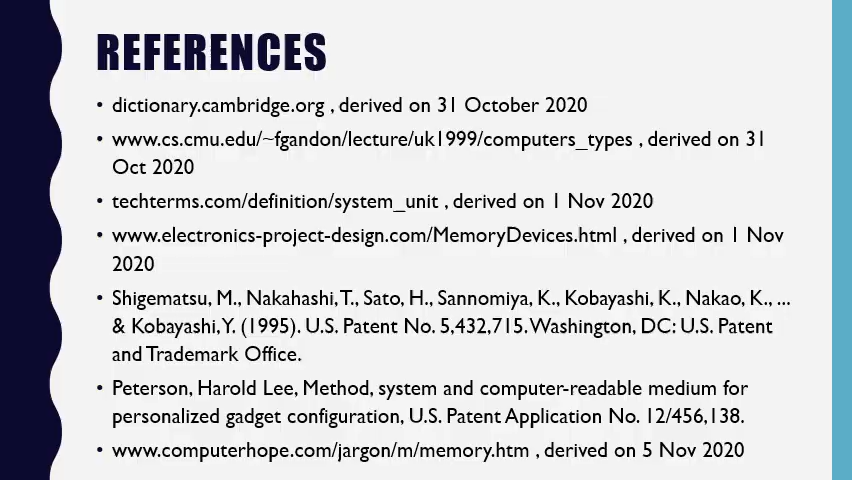 REFERENCES
• dictionary.cambridge.org , derived on 31 October 2020
• www.cs.cmu.edu/~fgandon/lecture/uk1999/computers_types , derived on 31
Oct 2020
• techterms.com/definition/system_unit , derived on 1 Nov 2020
• www.electronics-project-design.com/MemoryDevices.html , derived on 1 Nov
2020
• Shigematsu, M., Nakahashi, T., Sato, H., Sannomiya, K., Kobayashi, K., Nakao, K., ...
& Kobayashi, Y. (1995). U.S. Patent No. 5,432,715. Washington, DC: U.S. Patent
and Trademark Office.
• Peterson, Harold Lee, Method, system and computer-readable medium for
personalized gadget configuration, U.S. Patent Application No. 12/456,138.
• www.computerhope.com/jargon/m/memory.htm , derived on 5 Nov 2020